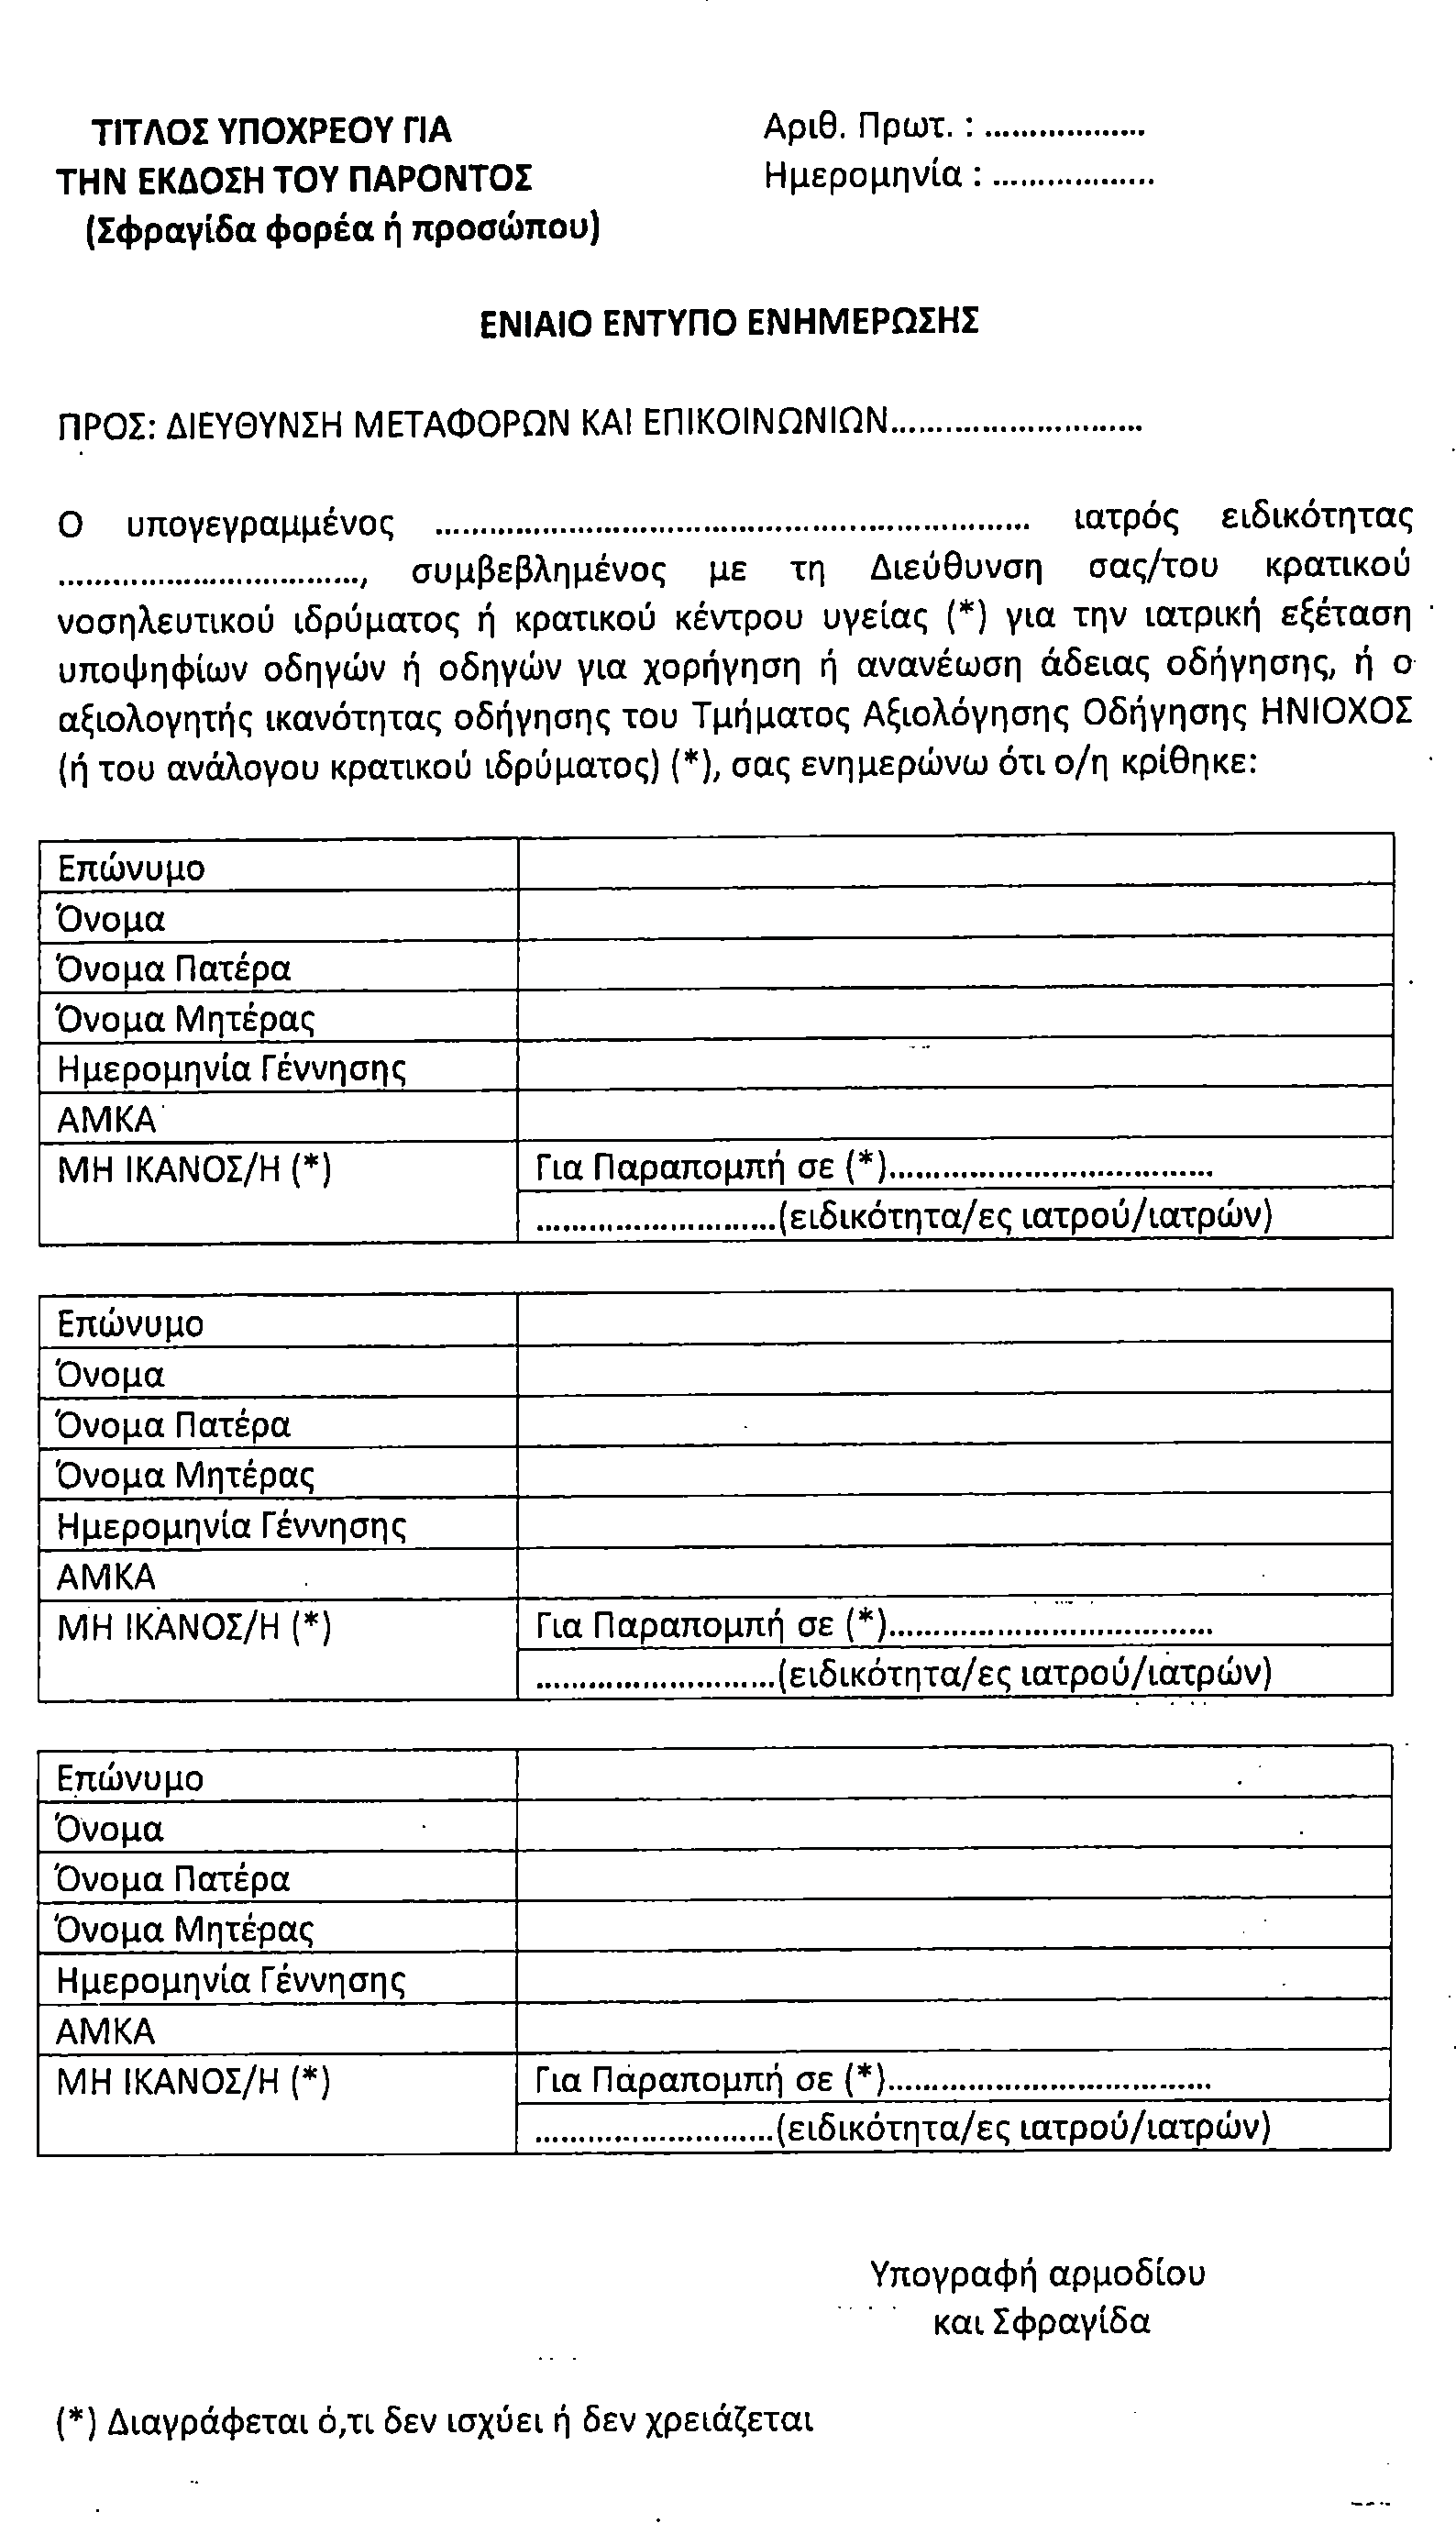 ΤΙΤΛΟΣ ΥΠΟΧΡΕΟΥ ΓΙΑ
ΤΗΝ ΕΚΔΟΣΗ ΤΟΥ ΠΑΡΟΝΤΟΣ
(Σφραγίδα φορέα ή προσώπου)
Αριθ. Πρωτ. : ..................
Ημερομηνία : ..................
ΕΝΙΑΙΟ ΕΝΤΥΠΟ ΕΝΗΜΕΡΩΣΗΣ
ΠΡΟΣ: ΔΙΕΥΘΥΝΣΗ ΜΕΤΑΦΟΡΩΝ ΚΑΙ ΕΠΙΚΟΙΝΩΝΙΩΝ............................
Ο υπογεγραμμένος .................................................................. ιατρός ειδικότητας
................................., συμβεβλημένος με τη Διεύθυνση σας/του κρατικού
νοσηλευτικού ιδρύματος ή κρατικού κέντρου υγείας (*) για την ιατρική εξέταση
υποψηφίων οδηγών ή οδηγών για χορήγηση ή ανανέωση άδειας οδήγησης, ή ο
αξιολογητής ικανότητας οδήγησης του Τμήματος Αξιολόγησης Οδήγησης ΗΝΙΟΧΟΣ
(ή του ανάλογου κρατικού ιδρύματος) (*), σας ενημερώνω ότι ο/η κρίθηκε:
Επώνυμο
Όνομα
Όνομα Πατέρα
Όνομα Μητέρας
Ημερομηνία Γέννησης
ΑΜΚΑ
ΜΗ ΙΚΑΝΟΣ/Η (*) Για Παραπομπή σε (*)....................................
..........................(ειδικότητα/ες ιατρού/ιατρών)
Επώνυμο
Όνομα
Όνομα Πατέρα
Όνομα Μητέρας
Ημερομηνία Γέννησης
ΑΜΚΑ
ΜΗ ΙΚΑΝΟΣ/Η (*) Για Παραπομπή σε (*)....................................
..........................(ειδικότητα/ες ιατρού/ιατρών)
Επώνυμο
Όνομα
Όνομα Πατέρα
Όνομα Μητέρας
Ημερομηνία Γέννησης
ΑΜΚΑ
ΜΗ ΙΚΑΝΟΣ/Η (*) Για Παραπομπή σε (*)....................................
..........................(ειδικότητα/ες ιατρού/ιατρών)
Υπογραφή αρμοδίου
και Σφραγίδα
(*) Διαγράφεται ό,τι δεν ισχύει ή δεν χρειάζεται